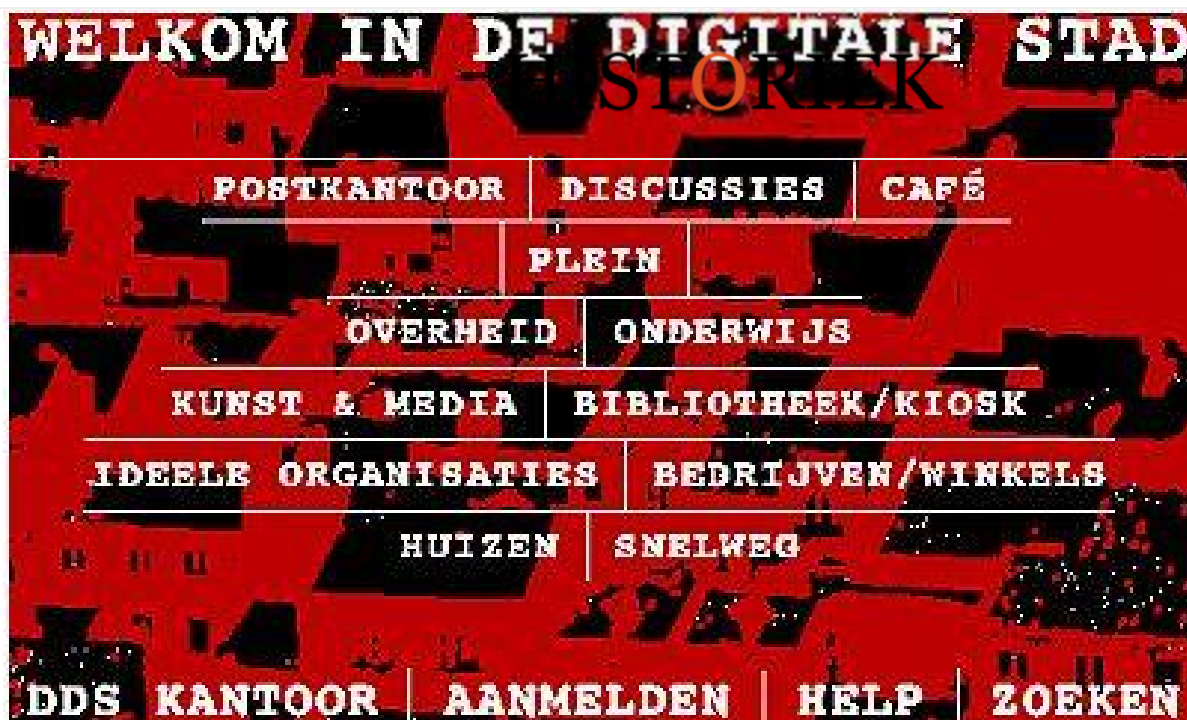 WELKOM IN DE DIGITALE STAD
HISTORIEK
POSTKANTOOR DISCUSSIES CAFÉ
PLEIN
OVERHEID ONDERWIJS
KUNST & MEDIA BIBLIOTHEEK/KIOSK
IDEELE ORGANISATIES BEDRIJVEN/WINKELS
HUIZEN SNELWEG
DDS KANTOOR AANMELDEN HELP ZOEKEN